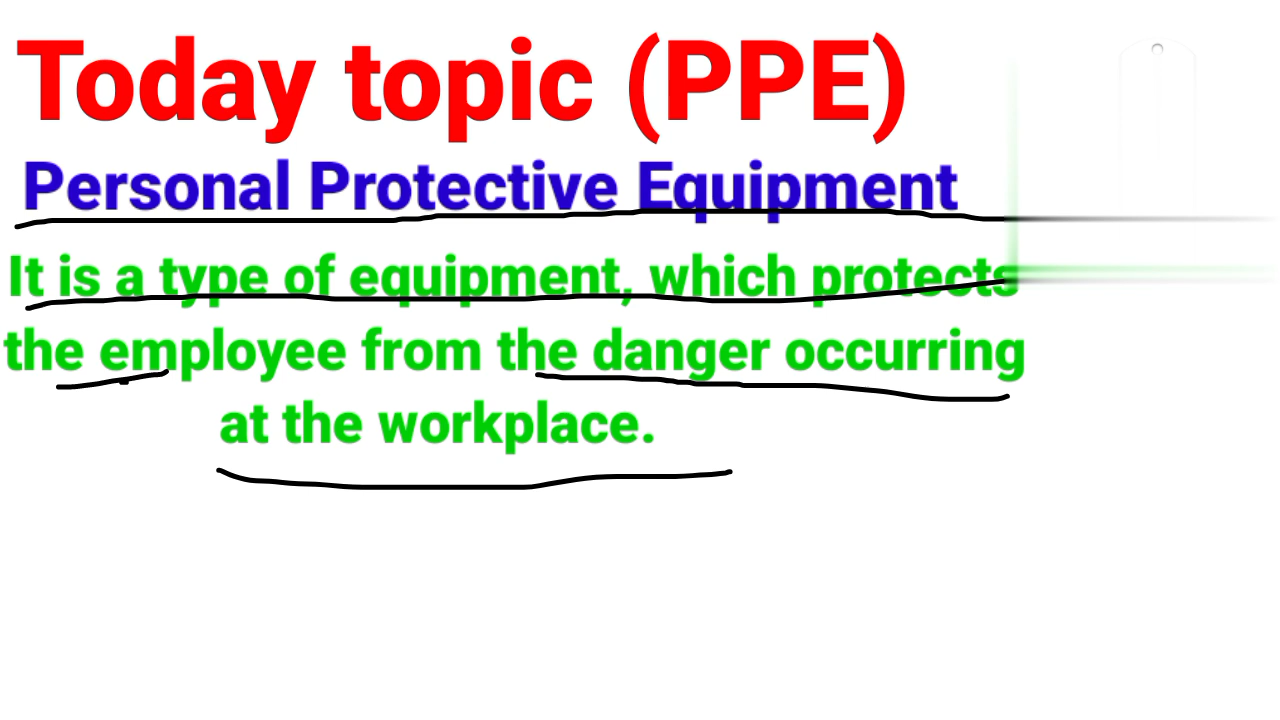 Today topic (PPE)
Personal Protective Equipment
It is a type of equipment, which protects
the employee from the danger occurring
at the workplace.